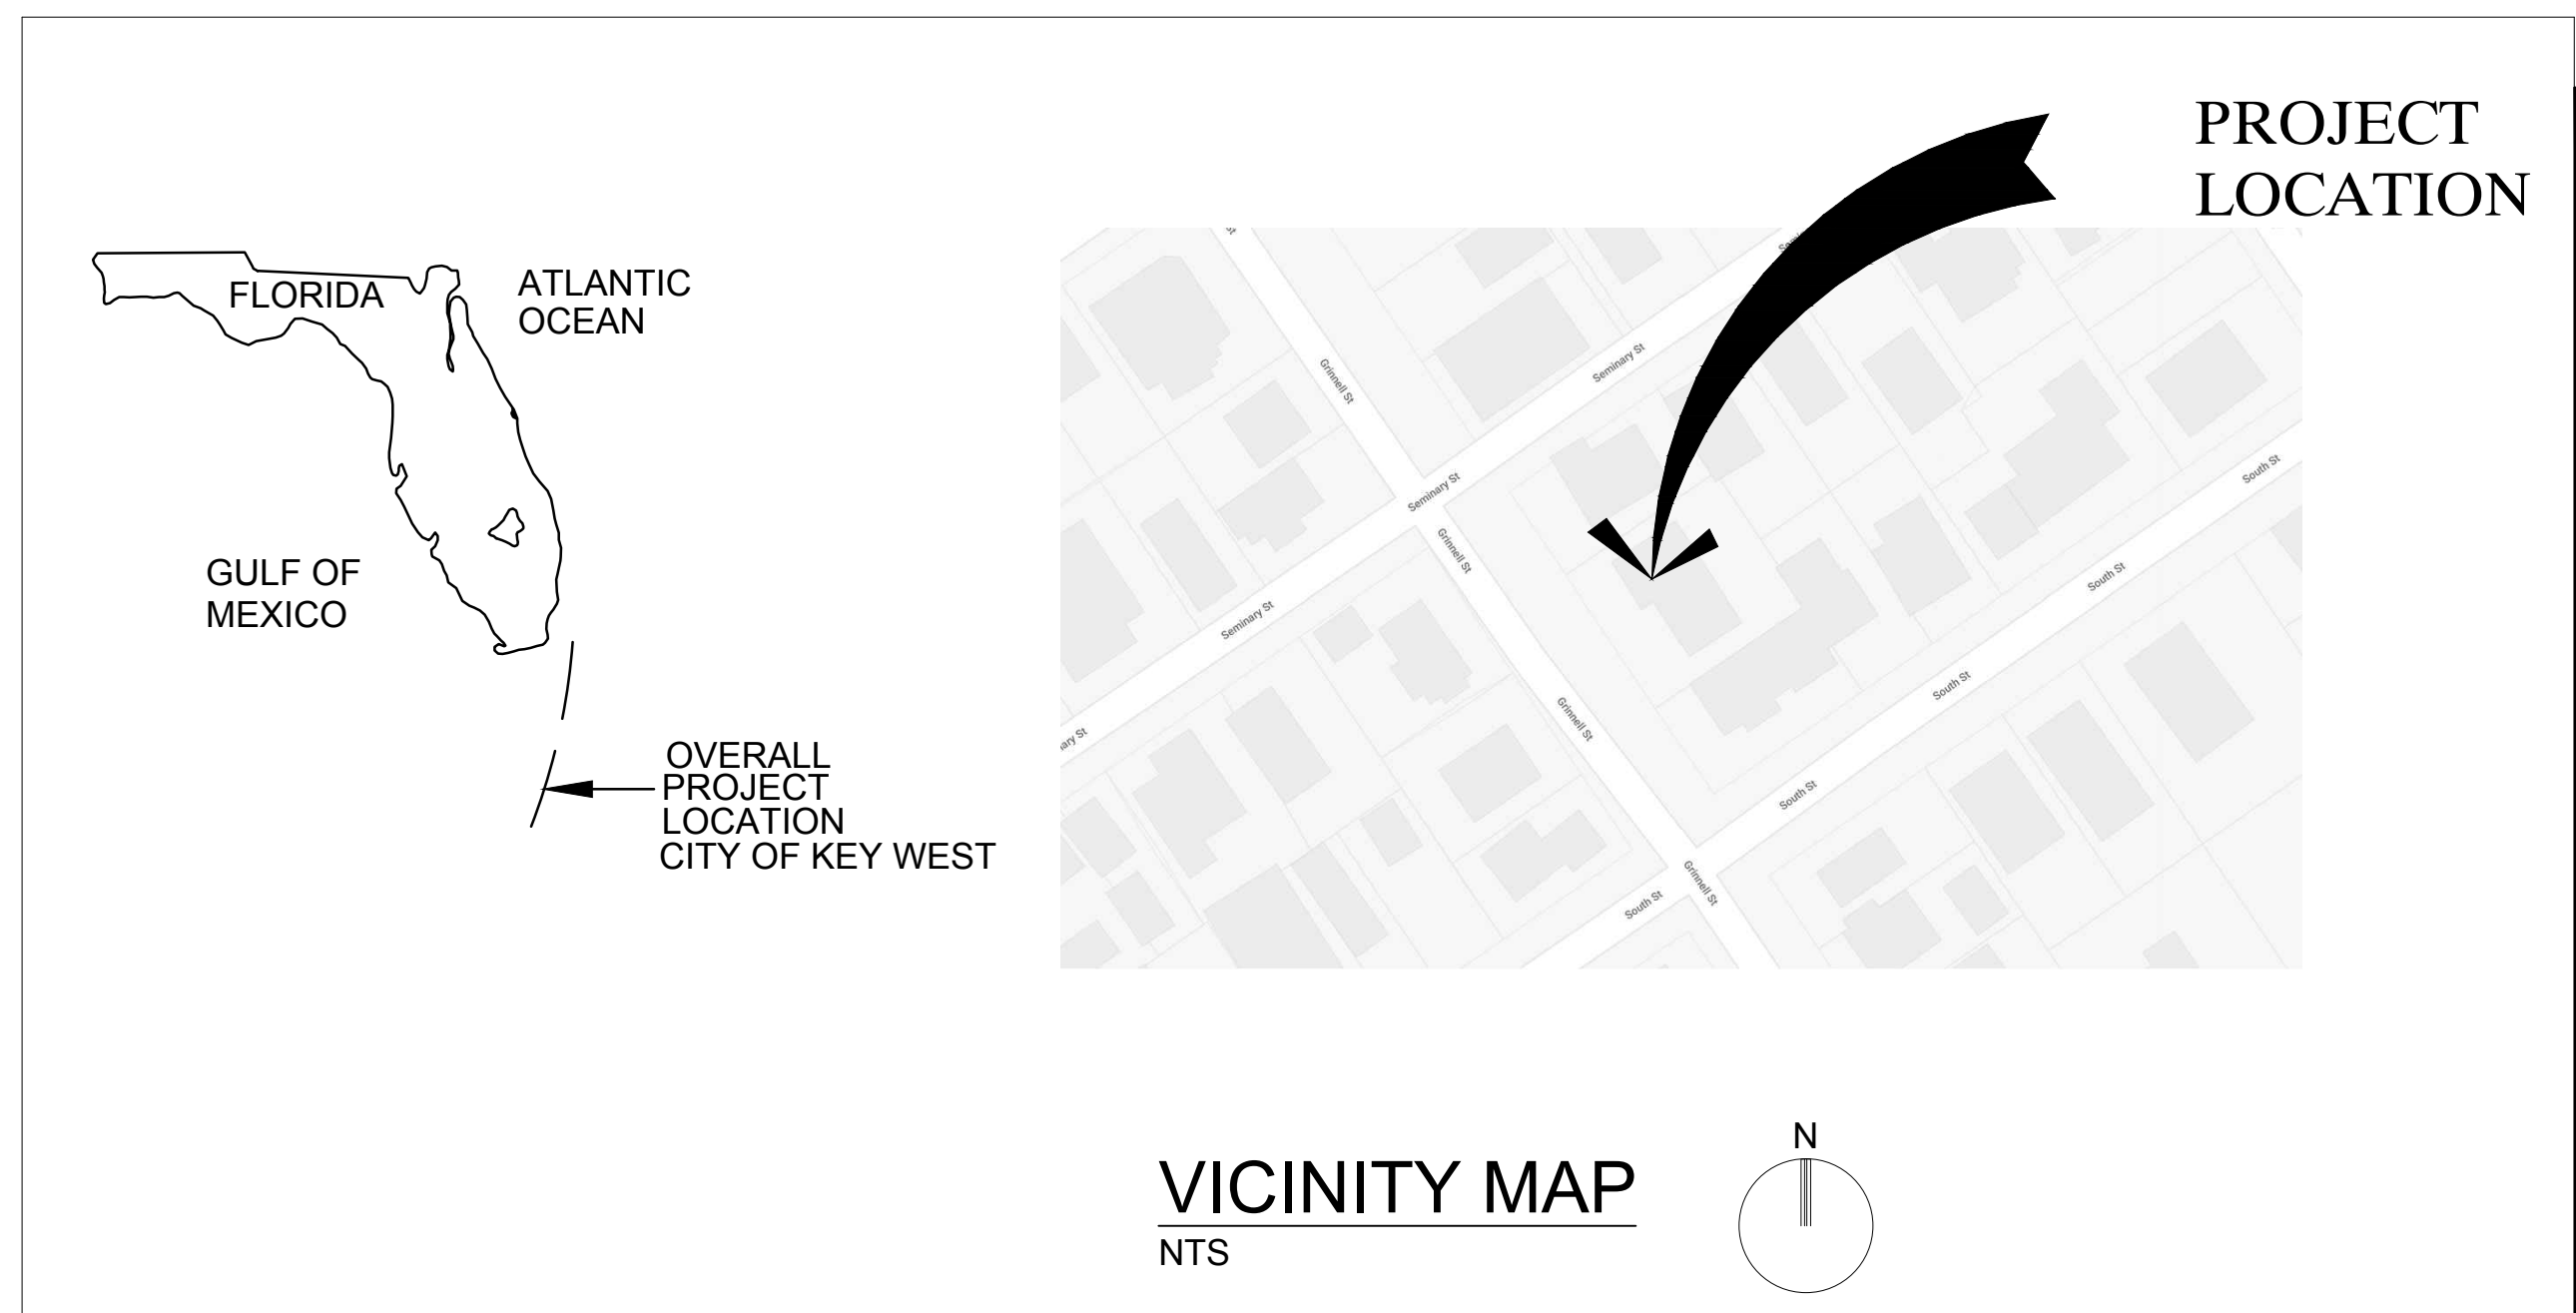 PROJECT
LOCATION
FLORIDA
ATLANTIC
OCEAN
GULF OF
MEXICO
OVERALL
PROJECT
LOCATION
CITY OF KEY WEST
Grinnell St
Seminary St
Seminary St
Grinnell St
Seminary St
Grinnell St
Grinnell St
South St
South St
South St
South St
South St
VICINITY MAP
NTS
N